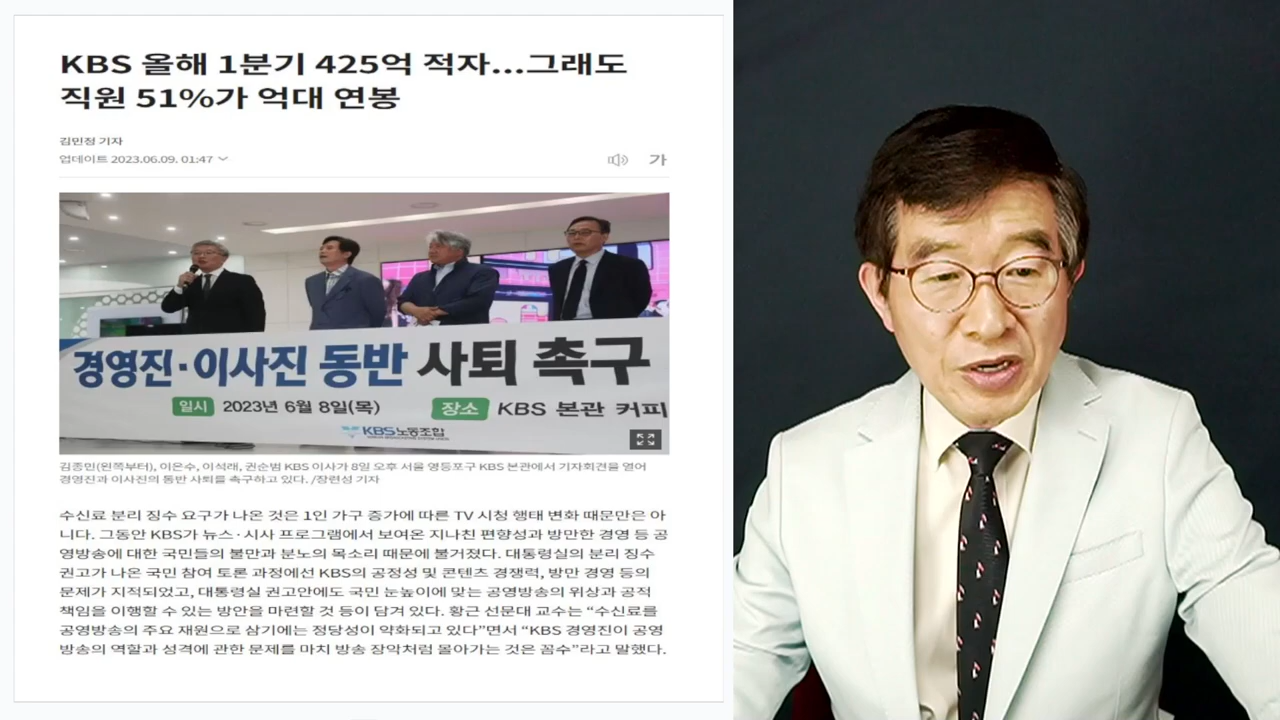 KBS 올해 1분기 425억 적자...그래도
직원 51%가 억대 연봉
김민정 기자
업데이트 2023.06.09. 01:47
가
경영진·이사진 동반 사퇴 촉구
일시 2023년 6월 8일(목) 장소 KBS 본관 커피
KBS노동조합
김종민(왼쪽부터), 이은수, 이석래, 권순범 KBS 이사가 8일 오후 서울 영등포구 KBS 본관에서 기자회견을 열어
경영진과 이사진의 동반 사퇴를 촉구하고 있다. /장련성 기자
수신료 분리 징수 요구가 나온 것은 1인 가구 증가에 따른 TV 시청 행태 변화 때문만은 아
니다. 그동안 KBS가 뉴스·시사 프로그램에서 보여온 지나친 편향성과 방만한 경영 등 공
영방송에 대한 국민들의 불만과 분노의 목소리 때문에 불거졌다. 대통령실의 분리 징수
권고가 나온 국민 참여 토론 과정에선 KBS의 공정성 및 콘텐츠 경쟁력, 방만 경영 등의
문제가 지적되었고, 대통령실 권고안에도 국민 눈높이에 맞는 공영방송의 위상과 공적
책임을 이행할 수 있는 방안을 마련할 것 등이 담겨 있다. 황근 선문대 교수는 “수신료를
공영방송의 주요 재원으로 삼기에는 정당성이 약화되고 있다”면서 “KBS 경영진이 공영
방송의 역할과 성격에 관한 문제를 마치 방송 장악처럼 몰아가는 것은 꼼수”라고 말했다.